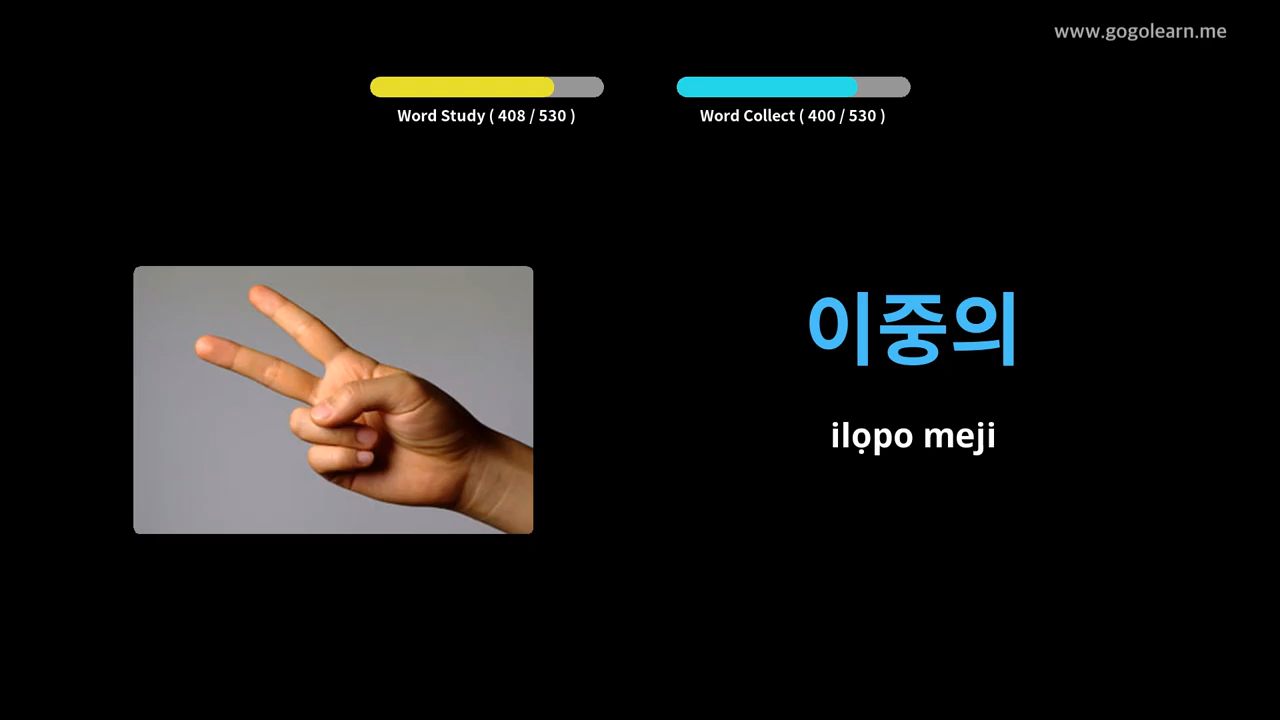 www.gogolearn.me
Word Study ( 408 / 530 )
Word Collect ( 400 / 530 )
이중의
ilọpo meji